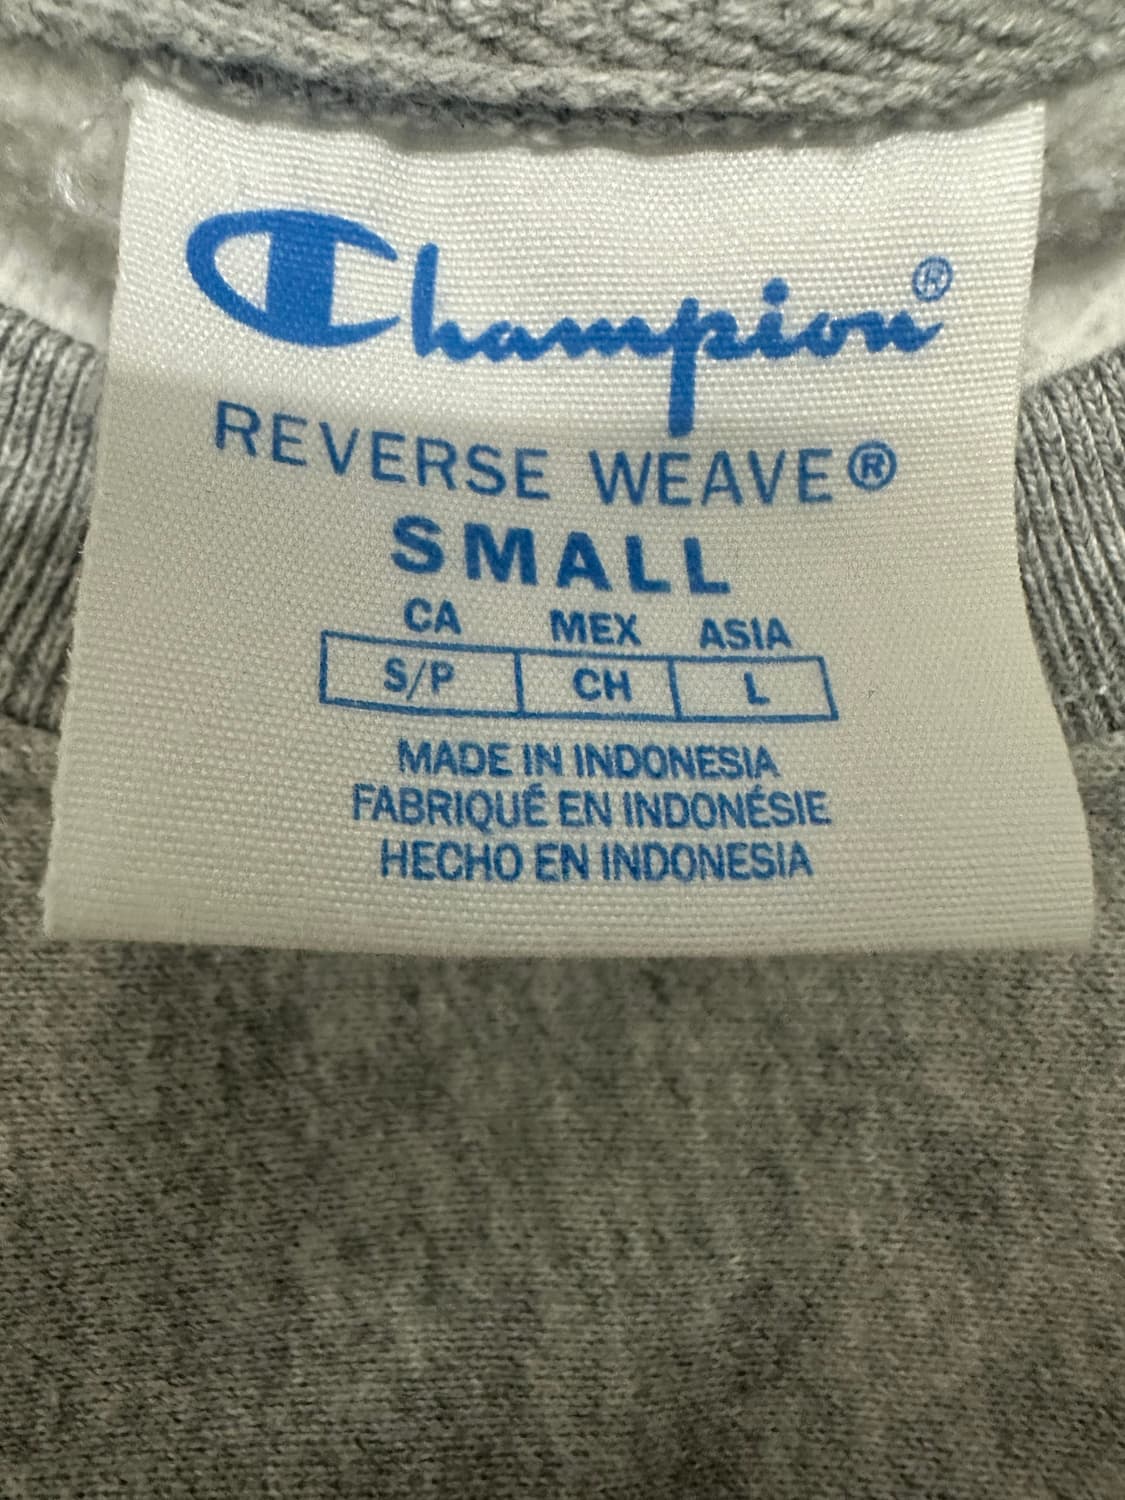 Champion®
REVERSE WEAVE®
SMALL
CA MEX ASIA
S/P CH L
MADE IN INDONESIA
FABRIQUÉ EN INDONÉSIE
HECHO EN INDONESIA